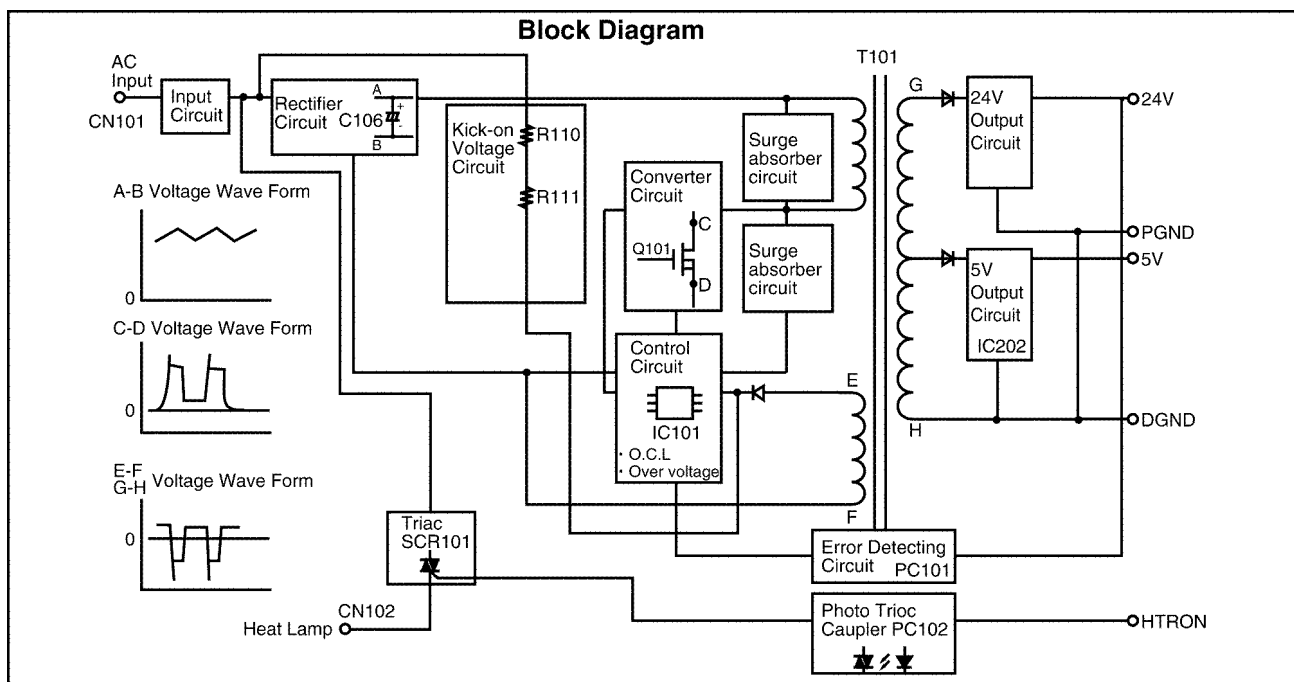 Block Diagram
AC
Input
CN101
Input
Circuit
Rectifier
Circuit
A
+
C106
-
B
Kick-on
Voltage
Circuit
R110
R111
Converter
Circuit
C
Q101
D
Surge
absorber
circuit
Surge
absorber
circuit
T101
G
24V
Output
Circuit
24V
PGND
5V
5V
Output
Circuit
IC202
H
DGND
A-B Voltage Wave Form
0
C-D Voltage Wave Form
0
E-F
G-H Voltage Wave Form
0
Control
Circuit
IC101
· O.C.L
· Over voltage
E
F
Triac
SCR101
CN102
Heat Lamp
Error Detecting
Circuit PC101
Photo Trioc
Caupler PC102
HTRON